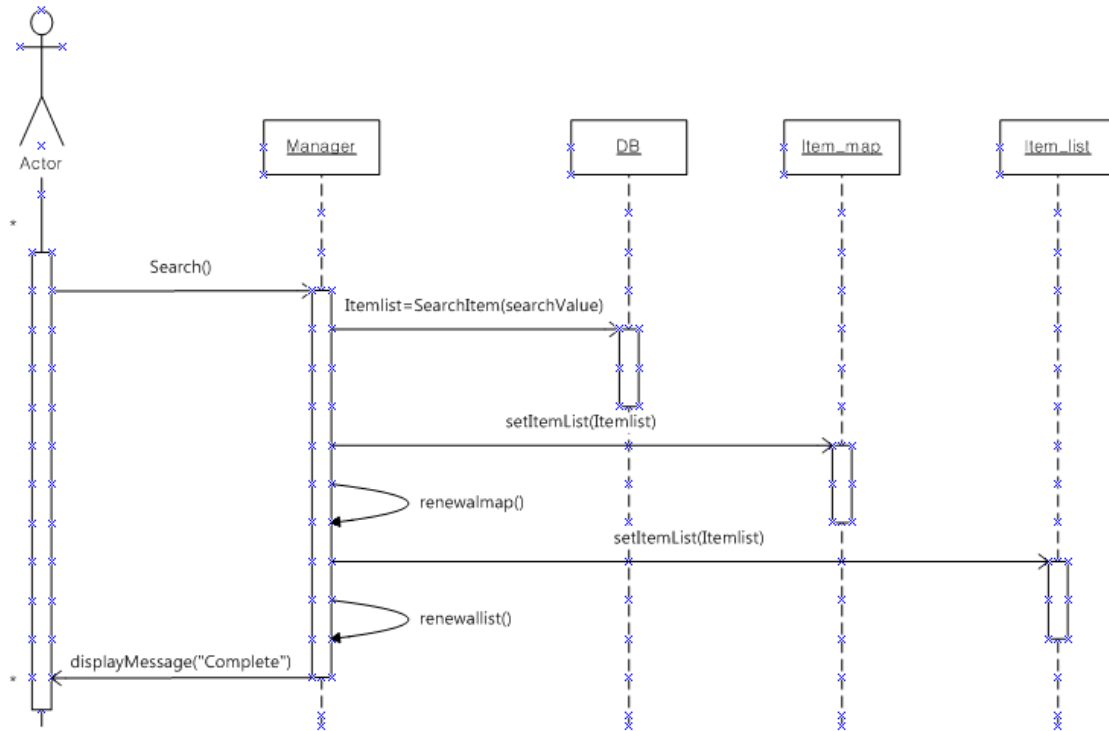 Actor
Manager
DB
Item_map
Item_list
*
Search()
Itemlist=SearchItem(searchValue)
setItemList(Itemlist)
renewalmap()
setItemList(Itemlist)
renewallist()
displayMessage("Complete")
*